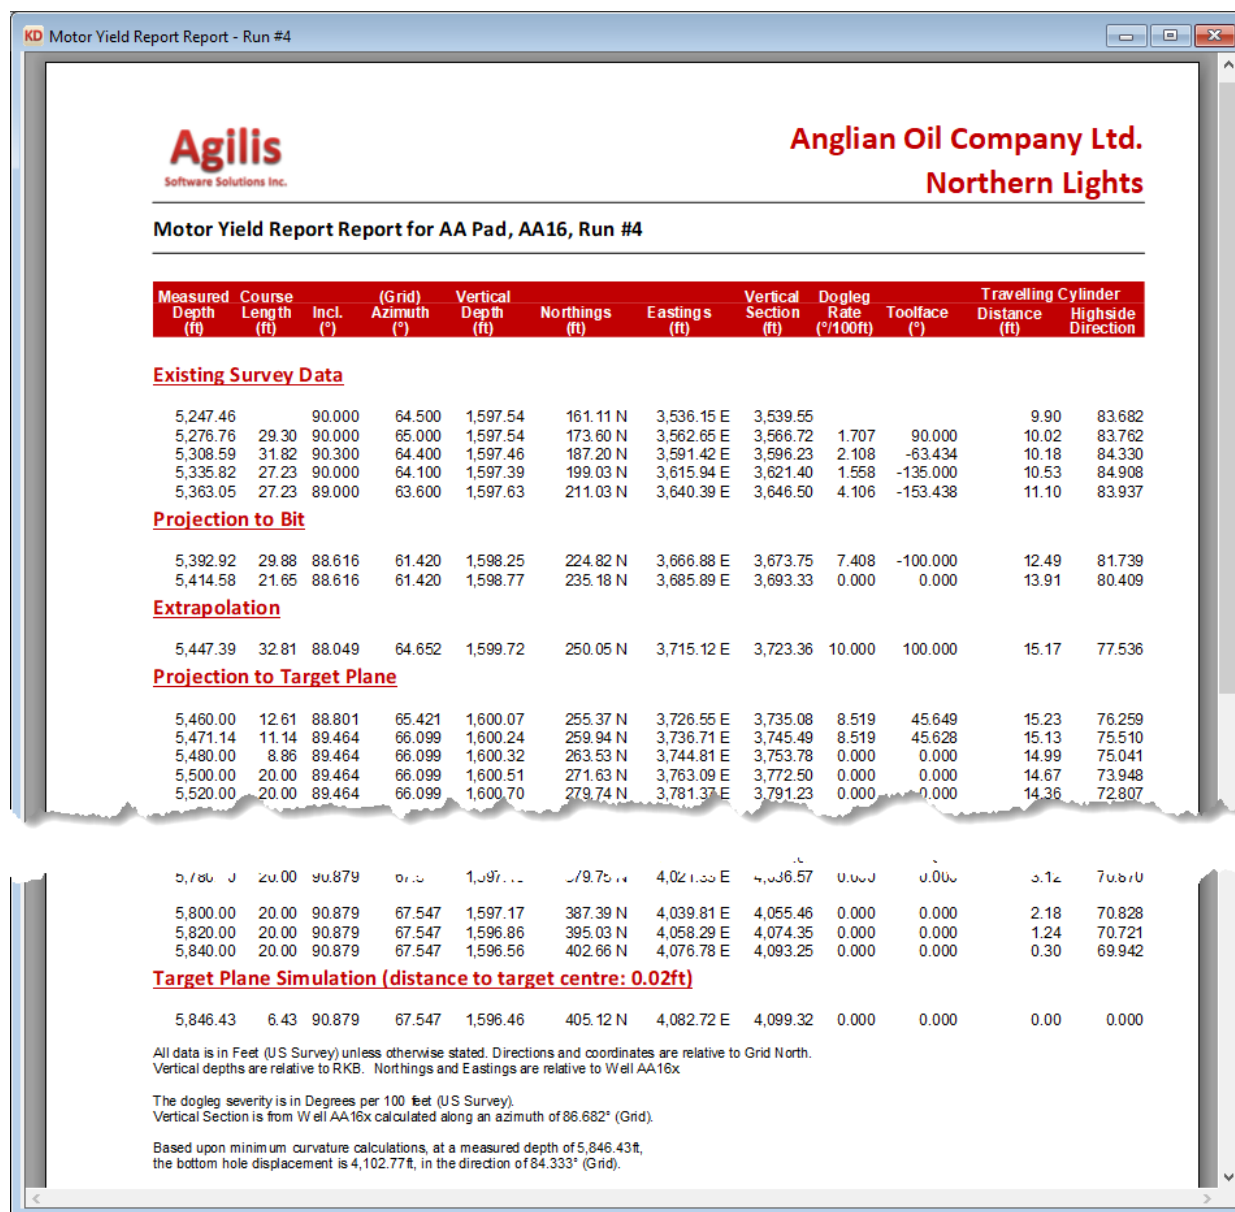 KD Motor Yield Report Report - Run #4
Agilis
Software Solutions Inc.
Anglian Oil Company Ltd.
Northern Lights
Motor Yield Report Report for AA Pad, AA16, Run #4
Measured Course (Grid) Vertical Vertical Dogleg Travelling Cylinder
Depth Length Incl. Azimuth Depth Northings Eastings Section Rate Toolface Distance Highside
(ft) (ft) (°) (°) (ft) (ft) (ft) (ft) (°/100ft) (°) (ft) Direction
Existing Survey Data
5,247.46 90.000 64.500 1,597.54 161.11 N 3,536.15 E 3,539.55 9.90 83.682
5,276.76 29.30 90.000 65.000 1,597.54 173.60 N 3,562.65 E 3,566.72 1.707 90.000 10.02 83.762
5,308.59 31.82 90.300 64.400 1,597.46 187.20 N 3,591.42 E 3,596.23 2.108 -63.434 10.18 84.330
5,335.82 27.23 90.000 64.100 1,597.39 199.03 N 3,615.94 E 3,621.40 1.558 -135.000 10.53 84.908
5,363.05 27.23 89.000 63.600 1,597.63 211.03 N 3,640.39 E 3,646.50 4.106 -153.438 11.10 83.937
Projection to Bit
5,392.92 29.88 88.616 61.420 1,598.25 224.82 N 3,666.88 E 3,673.75 7.408 -100.000 12.49 81.739
5,414.58 21.65 88.616 61.420 1,598.77 235.18 N 3,685.89 E 3,693.33 0.000 0.000 13.91 80.409
Extrapolation
5,447.39 32.81 88.049 64.652 1,599.72 250.05 N 3,715.12 E 3,723.36 10.000 100.000 15.17 77.536
Projection to Target Plane
5,460.00 12.61 88.801 65.421 1,600.07 255.37 N 3,726.55 E 3,735.08 8.519 45.649 15.23 76.259
5,471.14 11.14 89.464 66.099 1,600.24 259.94 N 3,736.71 E 3,745.49 8.519 45.628 15.13 75.510
5,480.00 8.86 89.464 66.099 1,600.32 263.53 N 3,744.81 E 3,753.78 0.000 0.000 14.99 75.041
5,500.00 20.00 89.464 66.099 1,600.51 271.63 N 3,763.09 E 3,772.50 0.000 0.000 14.67 73.948
5,520.00 20.00 89.464 66.099 1,600.70 279.74 N 3,781.37 E 3,791.23 0.000 0.000 14.36 72.807
20.00 90.879 4,021.33 E 3.12 70.870
5,800.00 20.00 90.879 67.547 1,597.17 387.39 N 4,039.81 E 4,055.46 0.000 0.000 2.18 70.828
5,820.00 20.00 90.879 67.547 1,596.86 395.03 N 4,058.29 E 4,074.35 0.000 0.000 1.24 70.721
5,840.00 20.00 90.879 67.547 1,596.56 402.66 N 4,076.78 E 4,093.25 0.000 0.000 0.30 69.942
Target Plane Simulation (distance to target centre: 0.02ft)
5,846.43 6.43 90.879 67.547 1,596.46 405.12 N 4,082.72 E 4,099.32 0.000 0.000 0.00 0.000
All data is in Feet (US Survey) unless otherwise stated. Directions and coordinates are relative to Grid North.
Vertical depths are relative to RKB. Northings and Eastings are relative to Well AA16x
The dogleg severity is in Degrees per 100 feet (US Survey).
Vertical Section is from Well AA16x calculated along an azimuth of 86.682° (Grid).
Based upon minimum curvature calculations, at a measured depth of 5,846.43ft,
the bottom hole displacement is 4,102.77ft, in the direction of 84.333° (Grid).